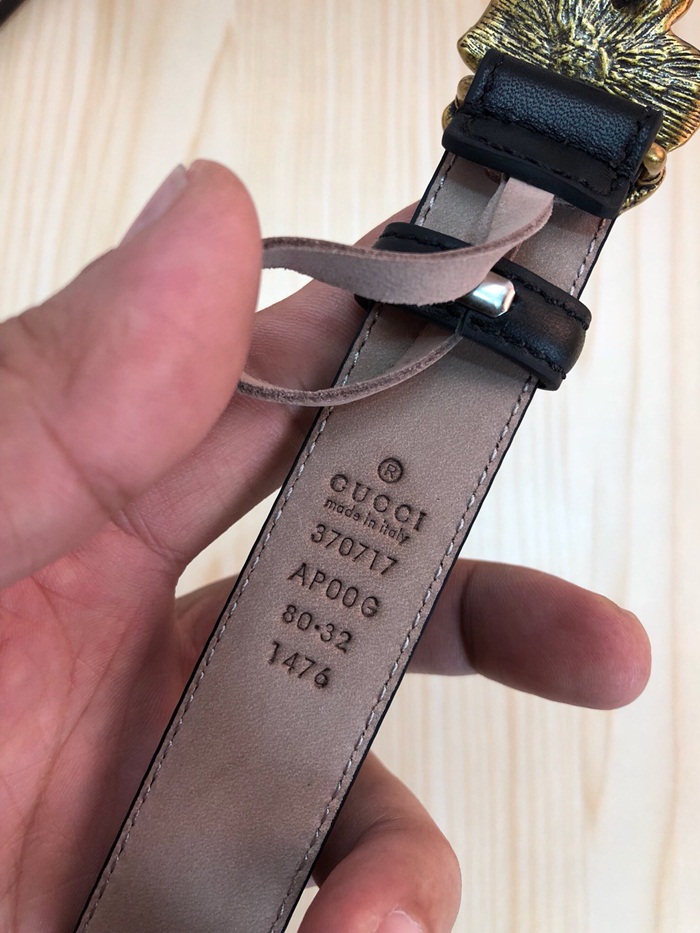 ®
GUCCI
made in italy
370717
AP00G
80·32
1476